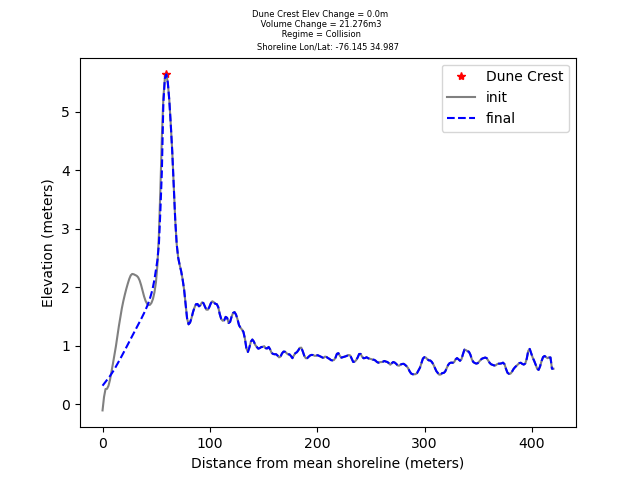 Dune Crest Elev Change = 0.0m
Volume Change = 21.276m3
Regime = Collision
Shoreline Lon/Lat: -76.145 34.987
Dune Crest
init
final
Elevation (meters)
5
4
3
2
1
0
0 100 200 300 400
Distance from mean shoreline (meters)